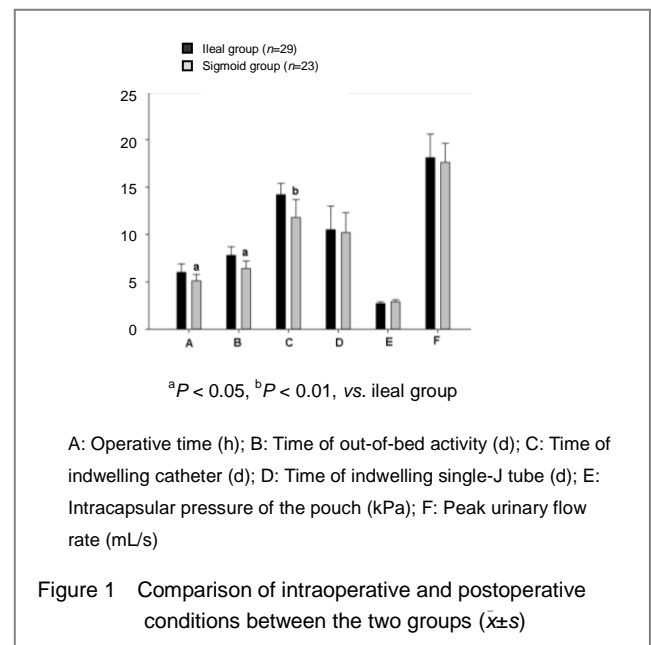 Ileal group (n=29)
Sigmoid group (n=23)
25
20
15
10
5
0
a
a
b
A
B
C
D
E
F
aP < 0.05, bP < 0.01, vs. ileal group
A: Operative time (h); B: Time of out-of-bed activity (d); C: Time of
indwelling catheter (d); D: Time of indwelling single-J tube (d); E:
Intracapsular pressure of the pouch (kPa); F: Peak urinary flow
rate (mL/s)
Figure 1 Comparison of intraoperative and postoperative
conditions between the two groups (x̄±s)